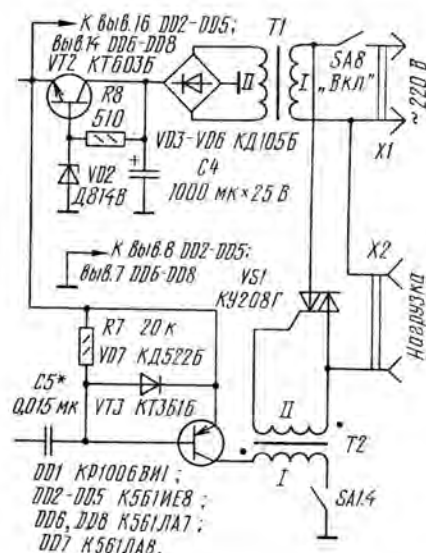 К выв.16 DD2-DD5;
выв.14 DD6-DD8
VT2 КТ603Б
R8
510
VD2
Д814В
II
T1
I
SA8
„ВКЛ"
≈ 220 В
X1
VD3-VD6 КД105Б
C4
+
1000 мк×25 В
К выв.8 DD2-DD5;
выв.7 DD6-DD8
VS1
КУ208Г
X2
Нагрузка
R7 20к
VD7 КД522Б
C5*
0,015 мк
VT3 КТ361Б
II
T2
I
SA1.4
DD1 КР1006ВИ1;
DD2-DD5 К561ИЕ8;
DD6, DD8 К561ЛА7;
DD7 К561ЛА8.